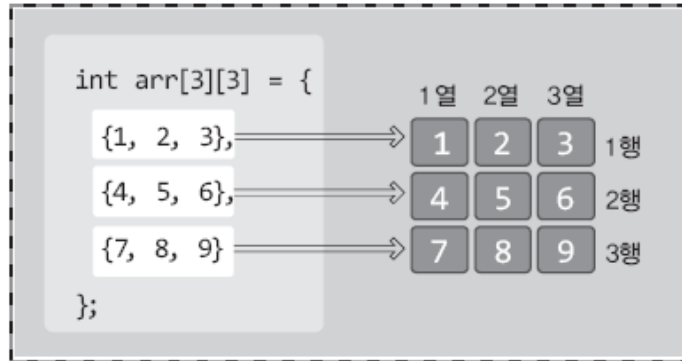 int arr[3][3] = {
{1, 2, 3},
{4, 5, 6},
{7, 8, 9}
};
1열 2열 3열
1 2 3 1행
4 5 6 2행
7 8 9 3행